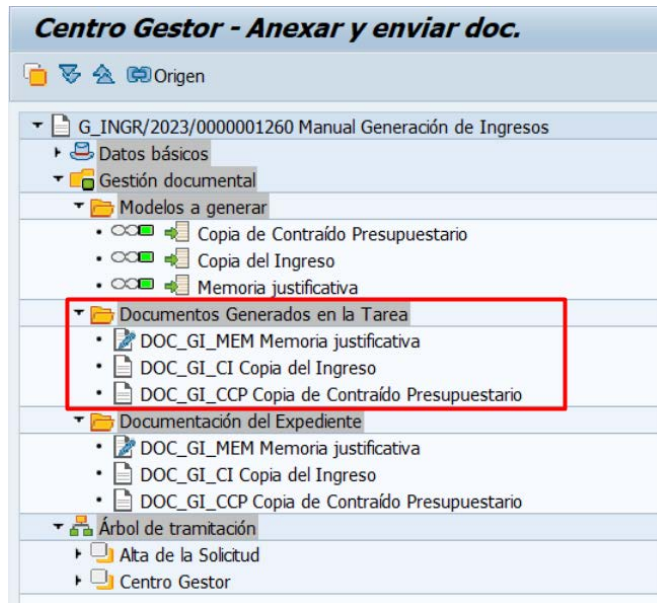 Centro Gestor - Anexar y enviar doc.
Origen
G_INGR/2023/0000001260 Manual Generación de Ingresos
Datos básicos
Gestión documental
Modelos a generar
Copia de Contraído Presupuestario
Copia del Ingreso
Memoria justificativa
Documentos Generados en la Tarea
DOC_GI_MEM Memoria justificativa
DOC_GI_CI Copia del Ingreso
DOC_GI_CCP Copia de Contraído Presupuestario
Documentación del Expediente
DOC_GI_MEM Memoria justificativa
DOC_GI_CI Copia del Ingreso
DOC_GI_CCP Copia de Contraído Presupuestario
Árbol de tramitación
Alta de la Solicitud
Centro Gestor